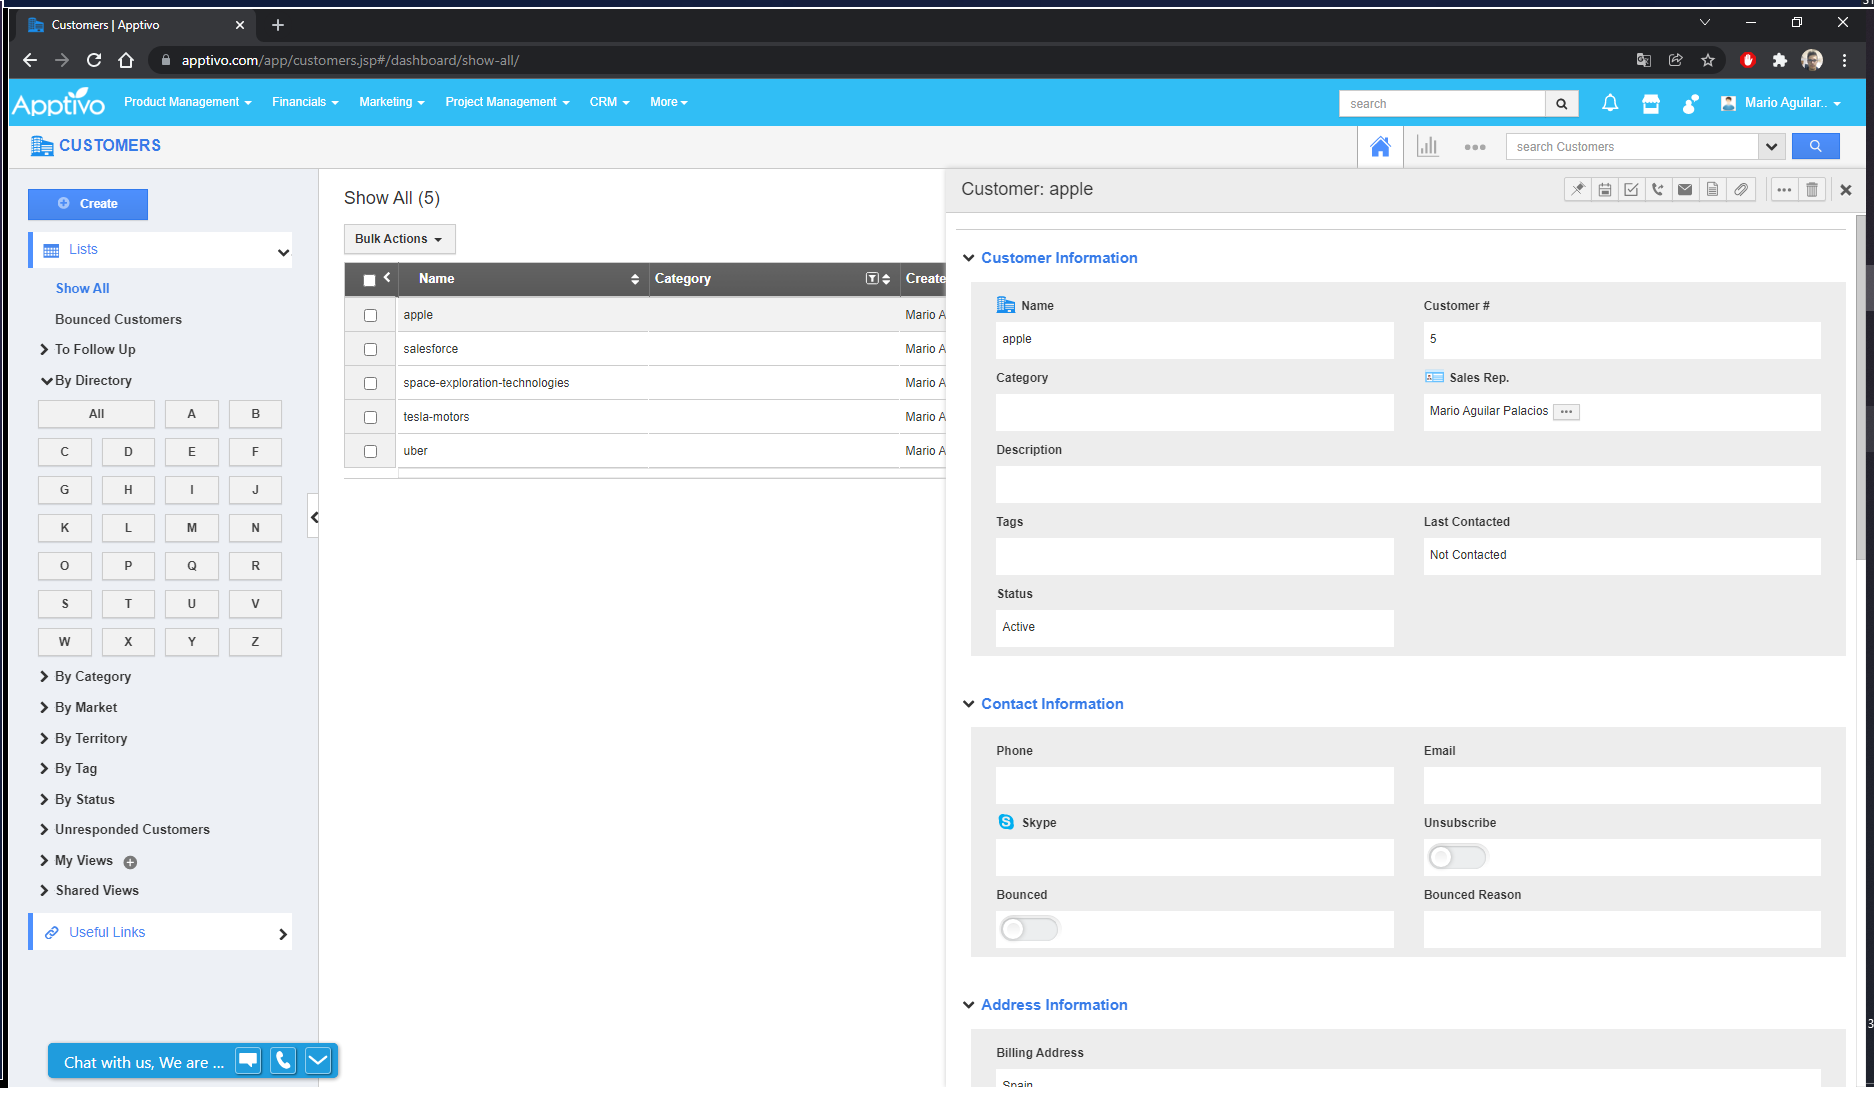 Customers | Apptivo
apptivo.com/app/customers.jsp#/dashboard/show-all/
Apptivo
Product Management
Financials
Marketing
Project Management
CRM
More
search
Mario Aguilar..
CUSTOMERS
search Customers
Create
Lists
Show All
Bounced Customers
To Follow Up
By Directory
All A B
C D E F
G H I J
K L M N
O P Q R
S T U V
W X Y Z
By Category
By Market
By Territory
By Tag
By Status
Unresponded Customers
My Views
Shared Views
Useful Links
Chat with us, We are ...
Show All (5)
Bulk Actions
Name Category Create
apple Mario A
salesforce Mario A
space-exploration-technologies Mario A
tesla-motors Mario A
uber Mario A
Customer: apple
Customer Information
Name Customer #
apple 5
Category Sales Rep.
Mario Aguilar Palacios
Description
Tags Last Contacted
Not Contacted
Status
Active
Contact Information
Phone Email
Skype Unsubscribe
Bounced Bounced Reason
Address Information
Billing Address
Spain